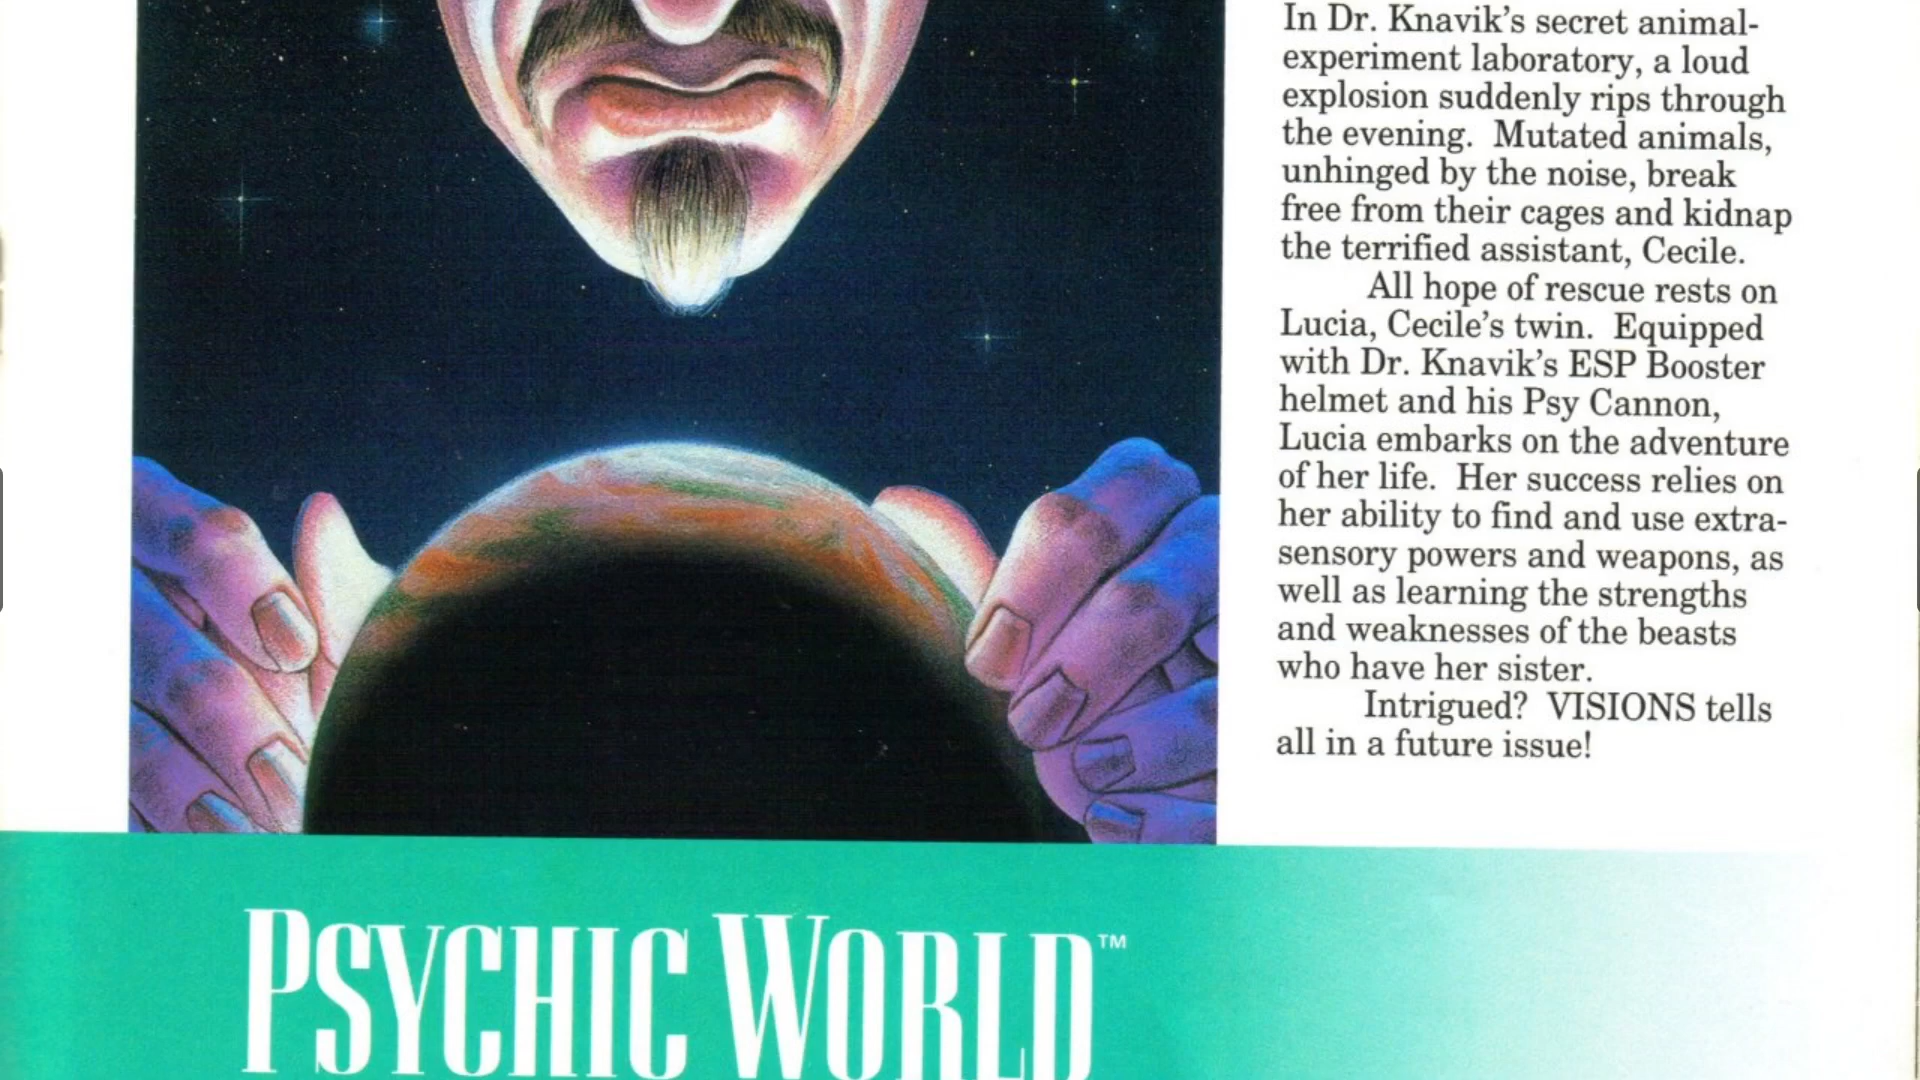 In Dr. Knavik's secret animal-
experiment laboratory, a loud
explosion suddenly rips through
the evening.  Mutated animals,
unhinged by the noise, break
free from their cages and kidnap
the terrified assistant, Cecile.
All hope of rescue rests on
Lucia, Cecile's twin.  Equipped
with Dr. Knavik's ESP Booster
helmet and his Psy Cannon,
Lucia embarks on the adventure
of her life.  Her success relies on
her ability to find and use extra-
sensory powers and weapons, as
well as learning the strengths
and weaknesses of the beasts
who have her sister.
Intrigued?  VISIONS tells
all in a future issue!
PSYCHIC WORLD™